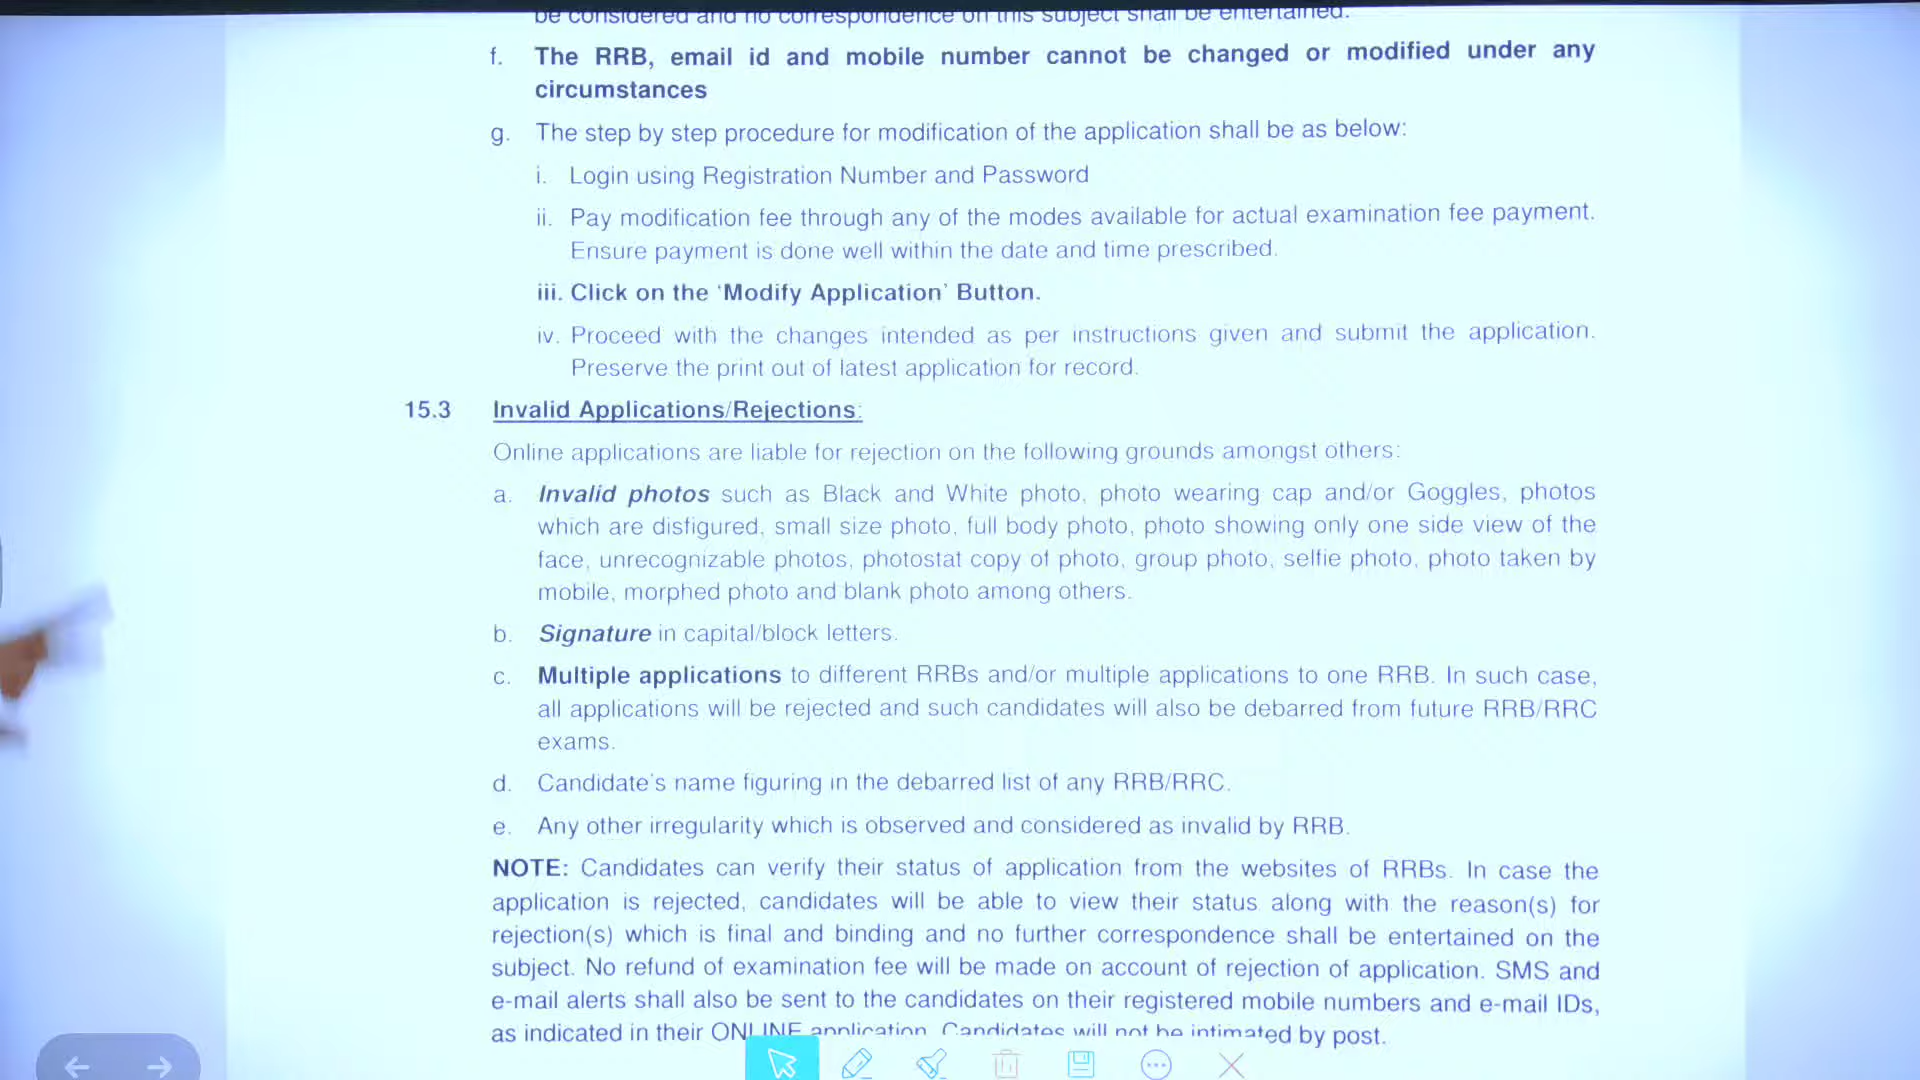 be considered and no correspondence on this subject shall be entertained.
f. The RRB, email id and mobile number cannot be changed or modified under any
circumstances
g. The step by step procedure for modification of the application shall be as below:
i. Login using Registration Number and Password
ii. Pay modification fee through any of the modes available for actual examination fee payment.
Ensure payment is done well within the date and time prescribed.
iii. Click on the 'Modify Application' Button.
iv. Proceed with the changes intended as per instructions given and submit the application.
Preserve the print out of latest application for record.
15.3 Invalid Applications/Rejections:
Online applications are liable for rejection on the following grounds amongst others:
a. Invalid photos such as Black and White photo, photo wearing cap and/or Goggles, photos
which are disfigured, small size photo, full body photo, photo showing only one side view of the
face, unrecognizable photos, photostat copy of photo, group photo, selfie photo, photo taken by
mobile, morphed photo and blank photo among others.
b. Signature in capital/block letters.
c. Multiple applications to different RRBs and/or multiple applications to one RRB. In such case,
all applications will be rejected and such candidates will also be debarred from future RRB/RRC
exams.
d. Candidate's name figuring in the debarred list of any RRB/RRC.
e. Any other irregularity which is observed and considered as invalid by RRB.
NOTE: Candidates can verify their status of application from the websites of RRBs. In case the
application is rejected, candidates will be able to view their status along with the reason(s) for
rejection(s) which is final and binding and no further correspondence shall be entertained on the
subject. No refund of examination fee will be made on account of rejection of application. SMS and
e-mail alerts shall also be sent to the candidates on their registered mobile numbers and e-mail IDs,
as indicated in their ONLINE application. Candidates will not be intimated by post.